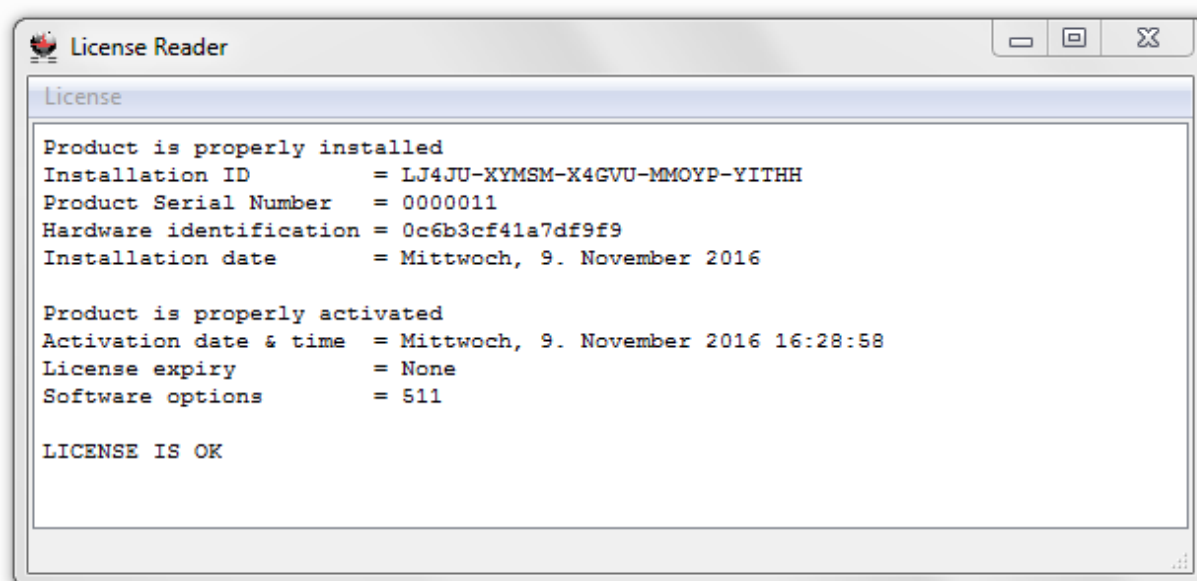 License Reader
License
Product is properly installed
Installation ID = LJ4JU-XYMSM-X4GVU-MMOYP-YITHH
Product Serial Number = 0000011
Hardware identification = 0c6b3cf41a7df9f9
Installation date = Mittwoch, 9. November 2016
Product is properly activated
Activation date & time = Mittwoch, 9. November 2016 16:28:58
License expiry = None
Software options = 511
LICENSE IS OK